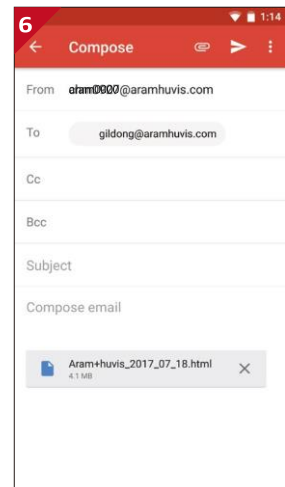 6
1:14
Compose
From @aramhuvis.com
To gildong@aramhuvis.com
Cc
Bcc
Subject
Compose email
Aram+huvis_2017_07_18.html
4.1 MB